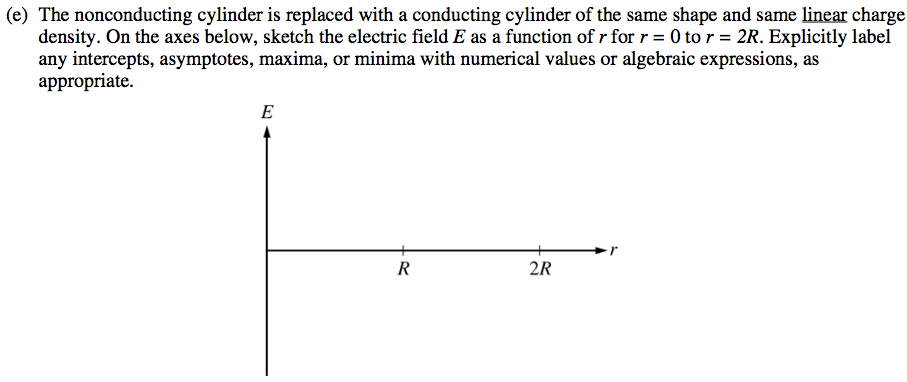 (e) The nonconducting cylinder is replaced with a conducting cylinder of the same shape and same linear charge
density. On the axes below, sketch the electric field E as a function of r for r = 0 to r = 2R. Explicitly label
any intercepts, asymptotes, maxima, or minima with numerical values or algebraic expressions, as
appropriate.
E
r
R
2R